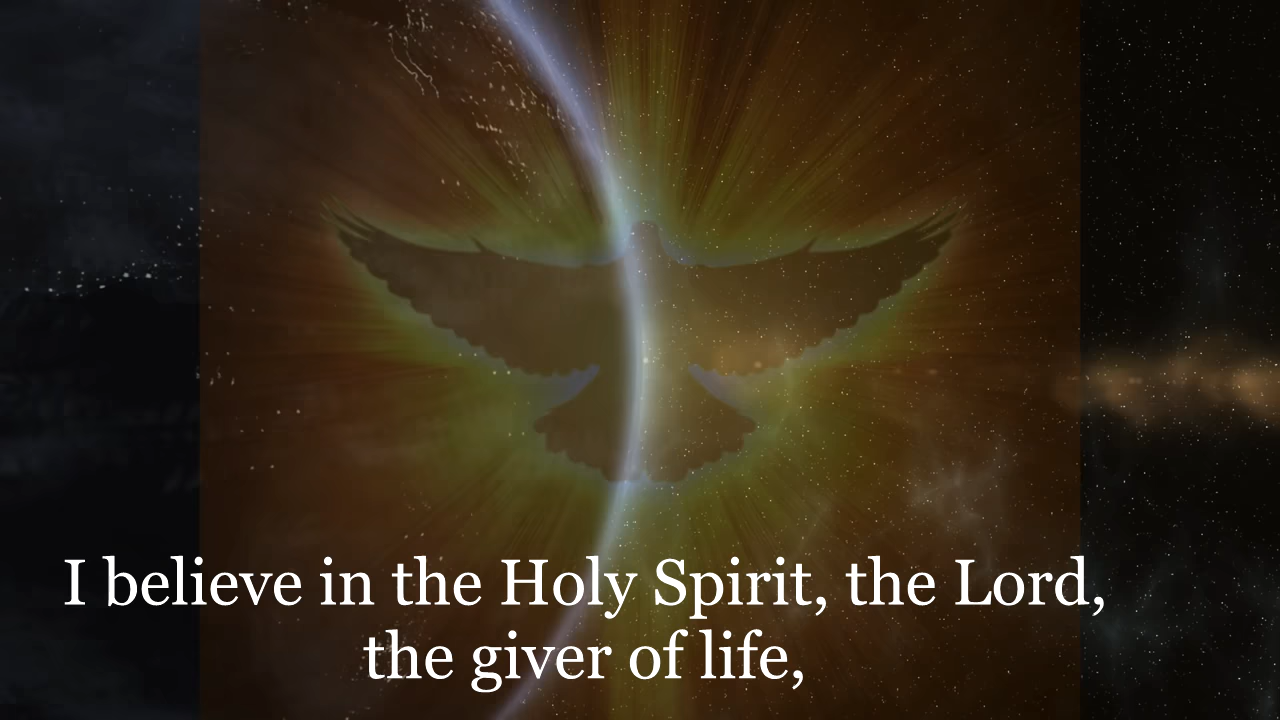 I believe in the Holy Spirit, the Lord,
the giver of life,